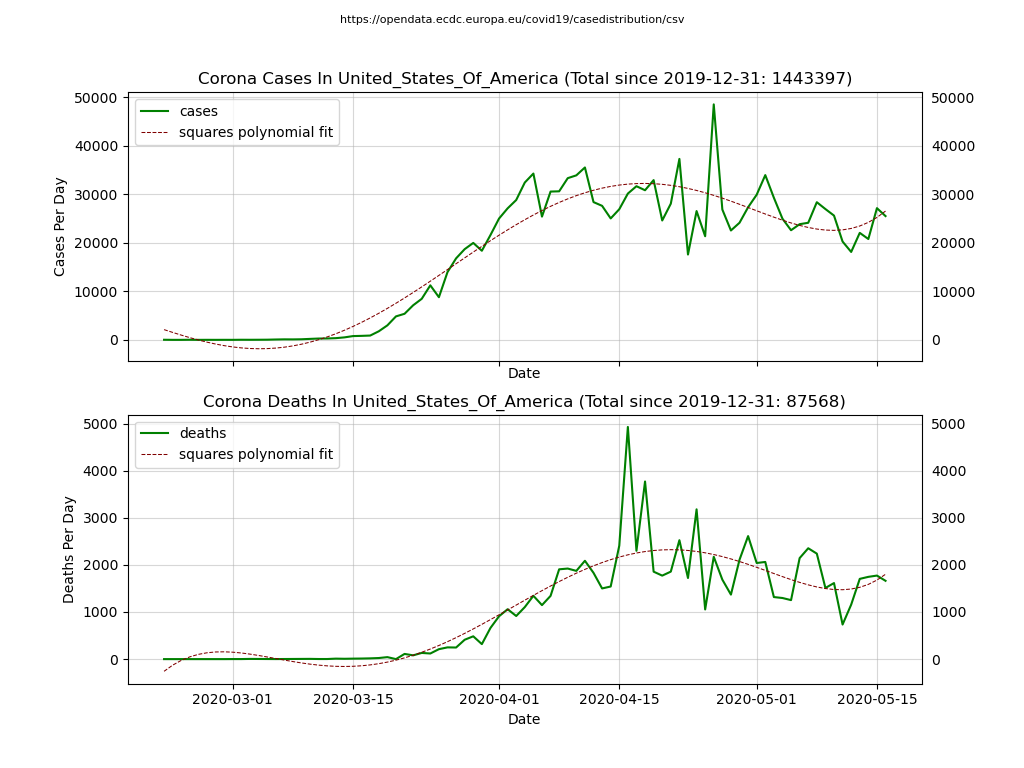 https://opendata.ecdc.europa.eu/covid19/casedistribution/csv
Corona Cases In United_States_Of_America (Total since 2019-12-31: 1443397)
cases
squares polynomial fit
Cases Per Day
50000
40000
30000
20000
10000
0
50000
40000
30000
20000
10000
0
Date
Corona Deaths In United_States_Of_America (Total since 2019-12-31: 87568)
deaths
squares polynomial fit
Deaths Per Day
5000
4000
3000
2000
1000
0
5000
4000
3000
2000
1000
0
2020-03-01 2020-03-15 2020-04-01 2020-04-15 2020-05-01 2020-05-15
Date